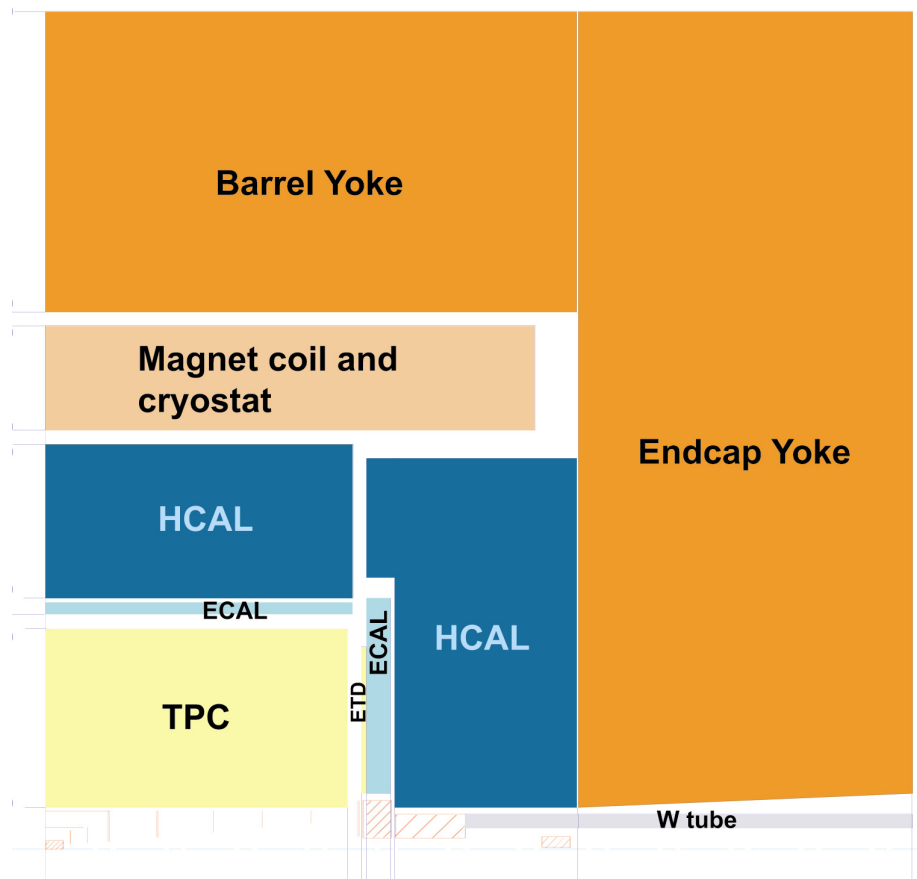 Barrel Yoke
Magnet coil and
cryostat
Endcap Yoke
HCAL
ECAL
ECAL
HCAL
ETD
TPC
W tube